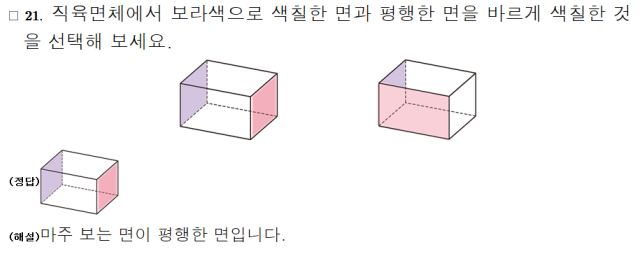 □ 21. 직육면체에서 보라색으로 색칠한 면과 평행한 면을 바르게 색칠한 것
을 선택해 보세요.
(정답)
(해설)마주 보는 면이 평행한 면입니다.